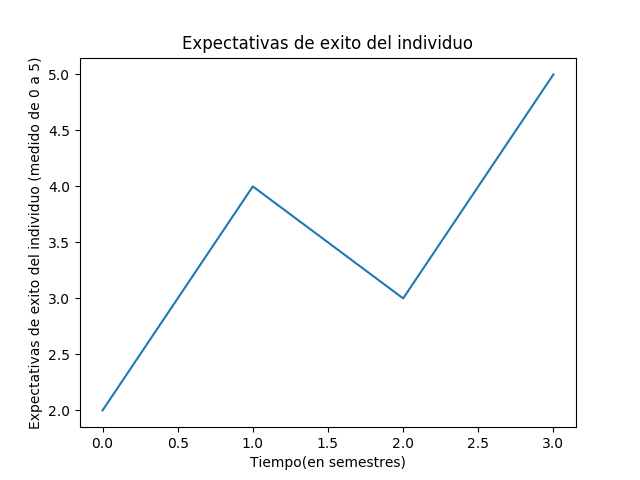 Expectativas de exito del individuo
Expectativas de exito del individuo (medido de 0 a 5)
5.0
4.5
4.0
3.5
3.0
2.5
2.0
0.0 0.5 1.0 1.5 2.0 2.5 3.0
Tiempo(en semestres)